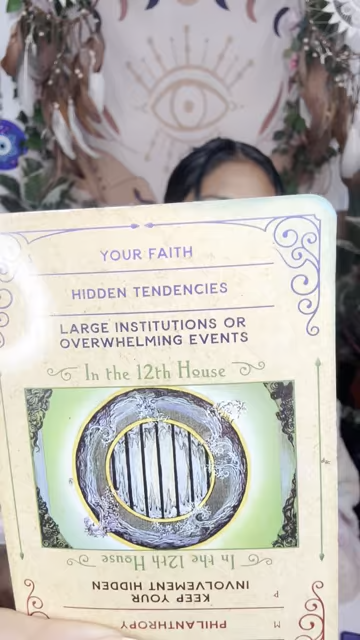 YOUR FAITH
HIDDEN TENDENCIES
LARGE INSTITUTIONS OR
OVERWHELMING EVENTS
In the 12th House
In the 12th House
KEEP YOUR
INVOLVEMENT HIDDEN
PHILANTHROPY